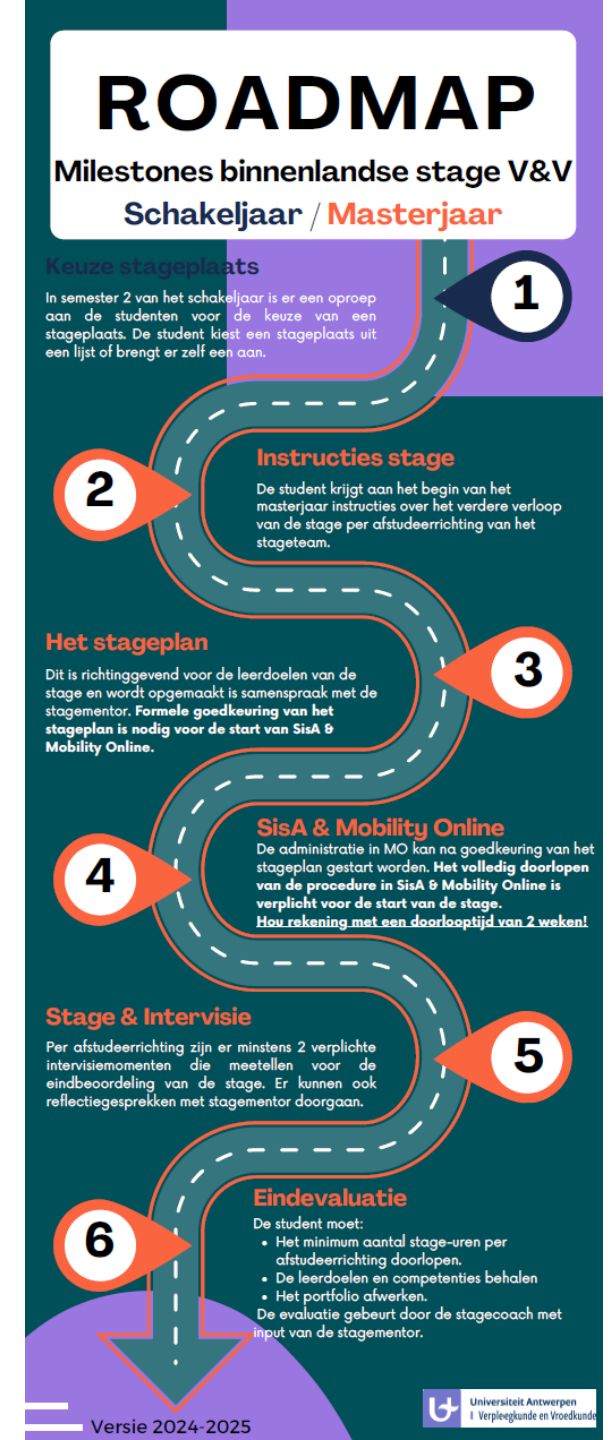 ROADMAP
Milestones binnenlandse stage V&V
Schakeljaar / Masterjaar
Keuze stageplaats
1
In semester 2 van het schakeljaar is er een oproep
aan de studenten voor de keuze van een
stageplaats. De student kiest een stageplaats uit
een lijst of brengt er zelf een aan.
2
Instructies stage
De student krijgt aan het begin van het
masterjaar instructies over het verdere verloop
van de stage per afstudeerrichting van het
stageteam.
Het stageplan
3
Dit is richtinggevend voor de leerdoelen van de
stage en wordt opgemaakt is samenspraak met de
stagementor. Formele goedkeuring van het
stageplan is nodig voor de start van SisA &
Mobility Online.
4
SisA & Mobility Online
De administratie in MO kan na goedkeuring van het
stageplan gestart worden. Het volledig doorlopen
van de procedure in SisA & Mobility Online is
verplicht voor de start van de stage.
Hou rekening met een doorlooptijd van 2 weken!
Stage & Intervisie
5
Per afstudeerrichting zijn er minstens 2 verplichte
intervisiemomenten die meetellen voor de
eindbeoordeling van de stage. Er kunnen ook
reflectiegesprekken met stagementor doorgaan.
6
Eindevaluatie
De student moet:
• Het minimum aantal stage-uren per
afstudeerrichting doorlopen.
• De leerdoelen en competenties behalen
• Het portfolio afwerken.
De evaluatie gebeurt door de stagecoach met
input van de stagementor.
Versie 2024-2025
Universiteit Antwerpen
I Verpleegkunde en Vroedkunde